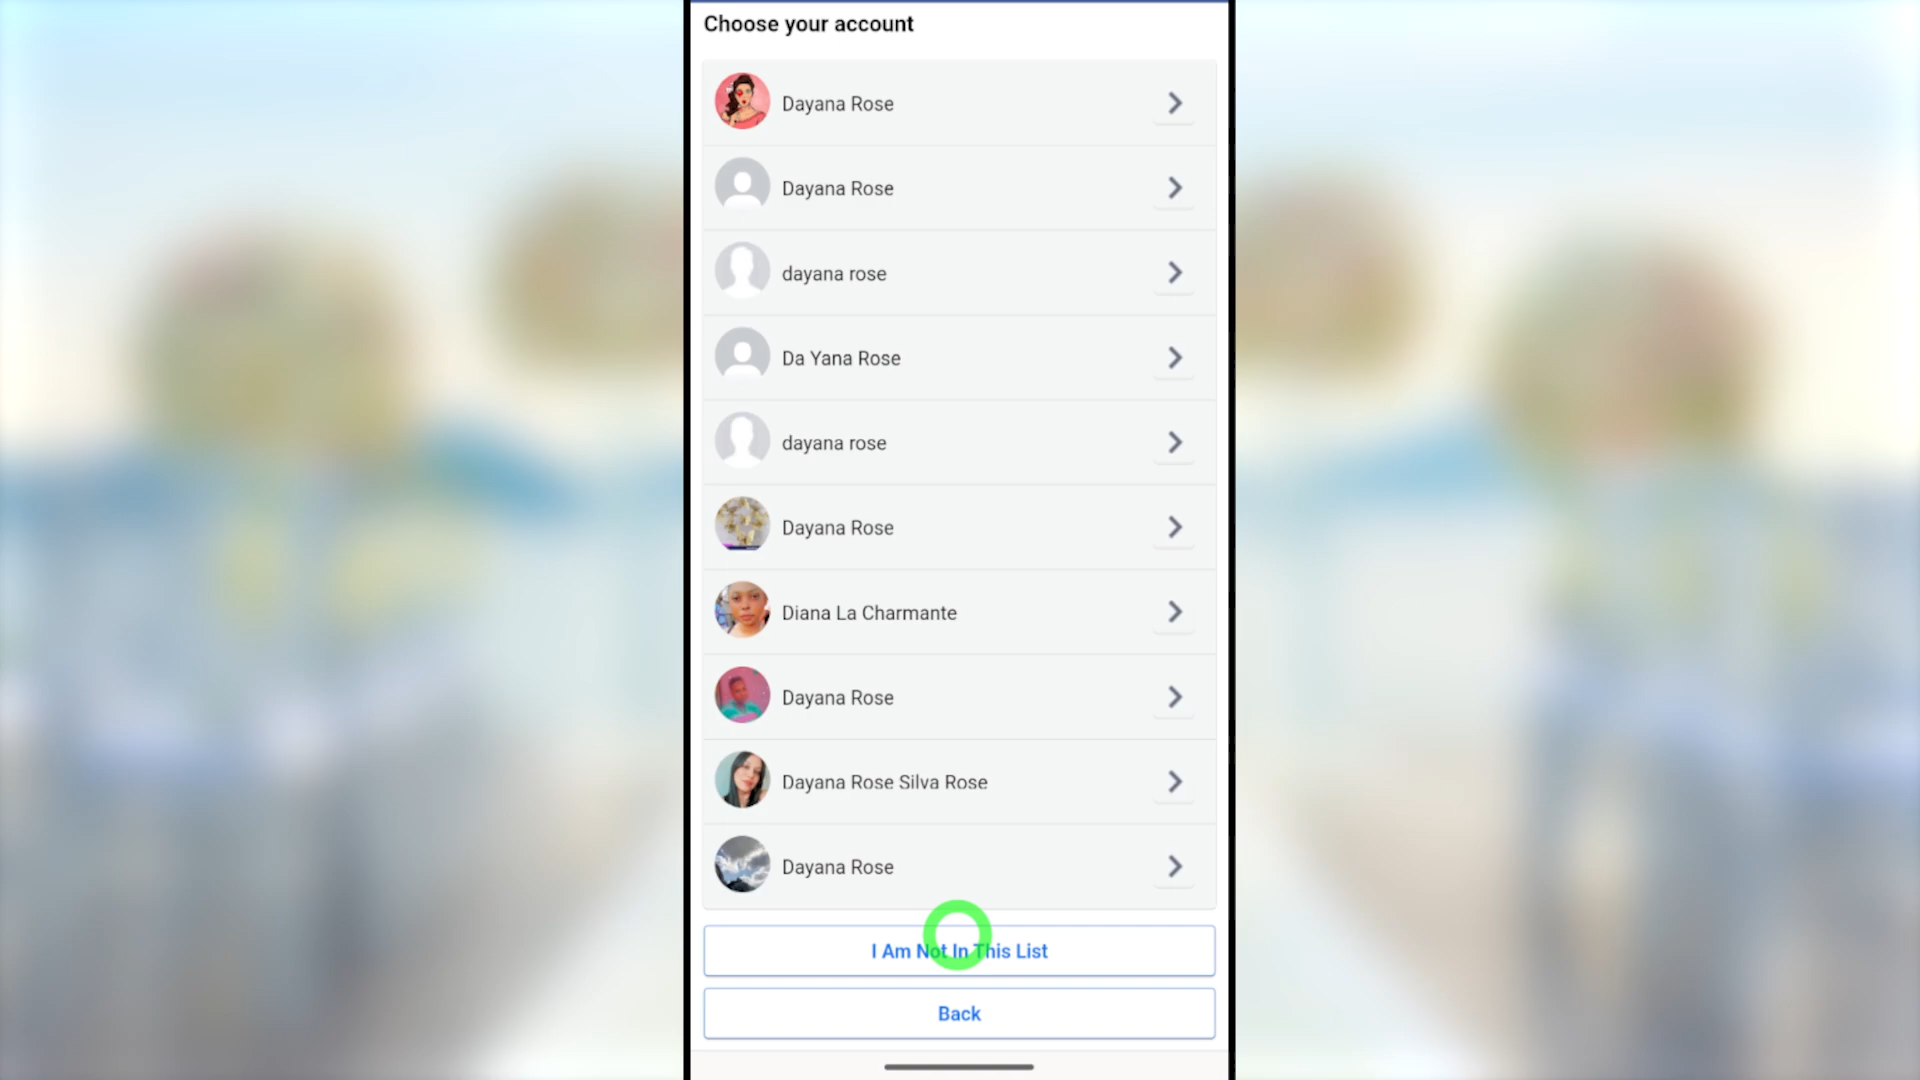 Choose your account
Dayana Rose
Dayana Rose
dayana rose
Da Yana Rose
dayana rose
Dayana Rose
Diana La Charmante
Dayana Rose
Dayana Rose Silva Rose
Dayana Rose
I Am Not In This List
Back